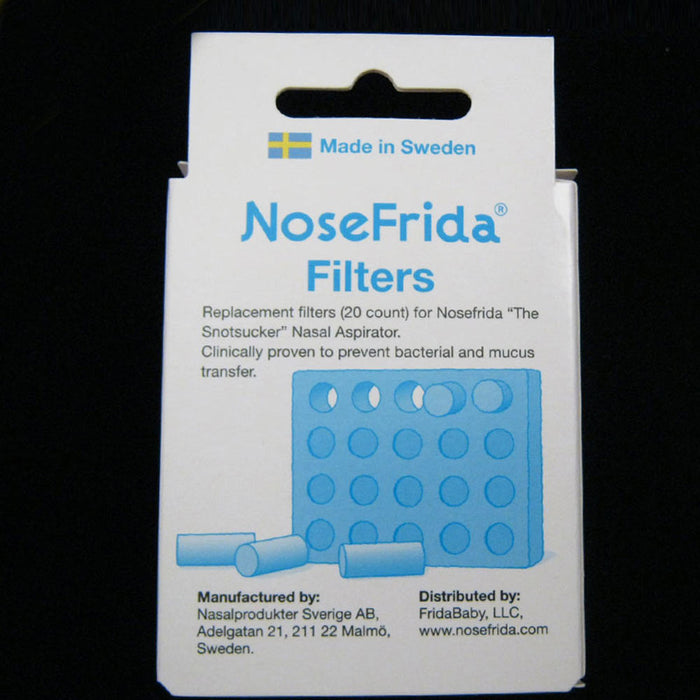 Made in Sweden
NoseFrida®
Filters
Replacement filters (20 count) for Nosefrida “The
Snotsucker” Nasal Aspirator.
Clinically proven to prevent bacterial and mucus
transfer.
Manufactured by:
Nasalprodukter Sverige AB,
Adelgatan 21, 211 22 Malmö,
Sweden.
Distributed by:
FridaBaby, LLC,
www.nosefrida.com